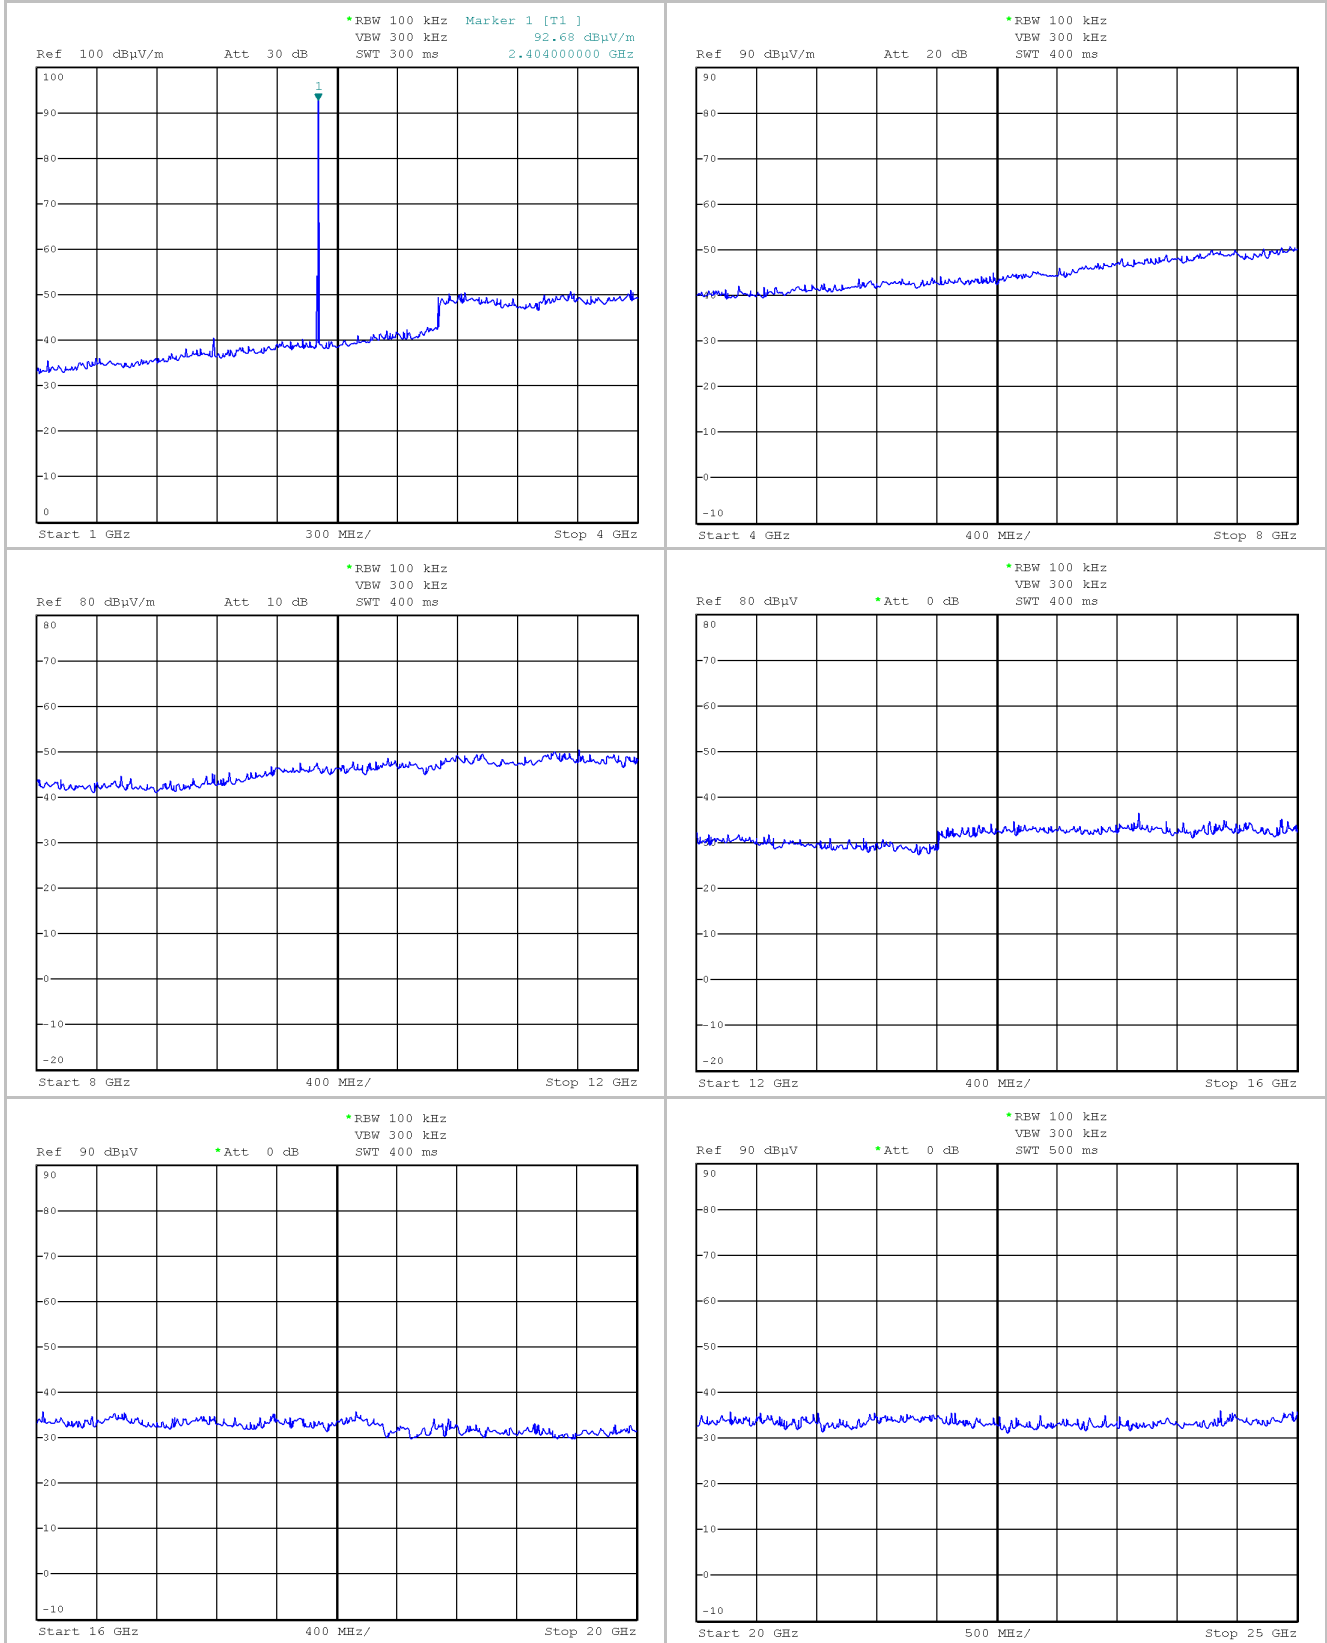 *RBW 100 kHz Marker 1 [T1 ]
VBW 300 kHz 92.68 dBµV/m
Ref 100 dBµV/m Att 30 dB SWT 300 ms 2.404000000 GHz
1
100
90
80
70
60
50
40
30
20
10
0
Start 1 GHz 300 MHz/ Stop 4 GHz
*RBW 100 kHz
VBW 300 kHz
Ref 90 dBµV/m Att 20 dB SWT 400 ms
90
80
70
60
50
40
30
20
10
0
-10
Start 4 GHz 400 MHz/ Stop 8 GHz
*RBW 100 kHz
VBW 300 kHz
Ref 80 dBµV/m Att 10 dB SWT 400 ms
80
70
60
50
40
30
20
10
0
-10
-20
Start 8 GHz 400 MHz/ Stop 12 GHz
*RBW 100 kHz
VBW 300 kHz
Ref 80 dBµV *Att 0 dB SWT 400 ms
80
70
60
50
40
30
20
10
0
-10
-20
Start 12 GHz 400 MHz/ Stop 16 GHz
*RBW 100 kHz
VBW 300 kHz
Ref 90 dBµV *Att 0 dB SWT 400 ms
90
80
70
60
50
40
30
20
10
0
-10
Start 16 GHz 400 MHz/ Stop 20 GHz
*RBW 100 kHz
VBW 300 kHz
Ref 90 dBµV *Att 0 dB SWT 500 ms
90
80
70
60
50
40
30
20
10
0
-10
Start 20 GHz 500 MHz/ Stop 25 GHz